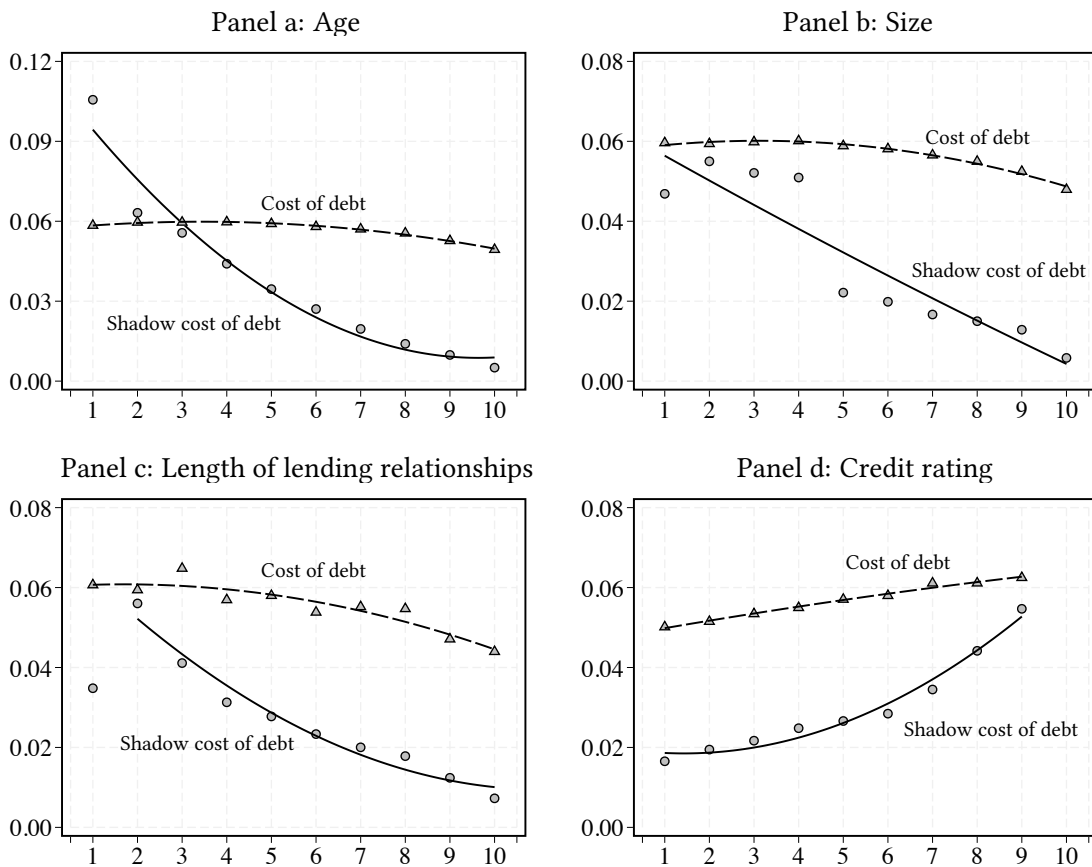 Panel a: Age
0.12
0.09
0.06
0.03
0.00
Cost of debt
Shadow cost of debt
1 2 3 4 5 6 7 8 9 10
Panel b: Size
0.08
0.06
0.04
0.02
0.00
Cost of debt
Shadow cost of debt
1 2 3 4 5 6 7 8 9 10
Panel c: Length of lending relationships
0.08
0.06
0.04
0.02
0.00
Cost of debt
Shadow cost of debt
1 2 3 4 5 6 7 8 9 10
Panel d: Credit rating
0.08
0.06
0.04
0.02
0.00
Cost of debt
Shadow cost of debt
1 2 3 4 5 6 7 8 9 10